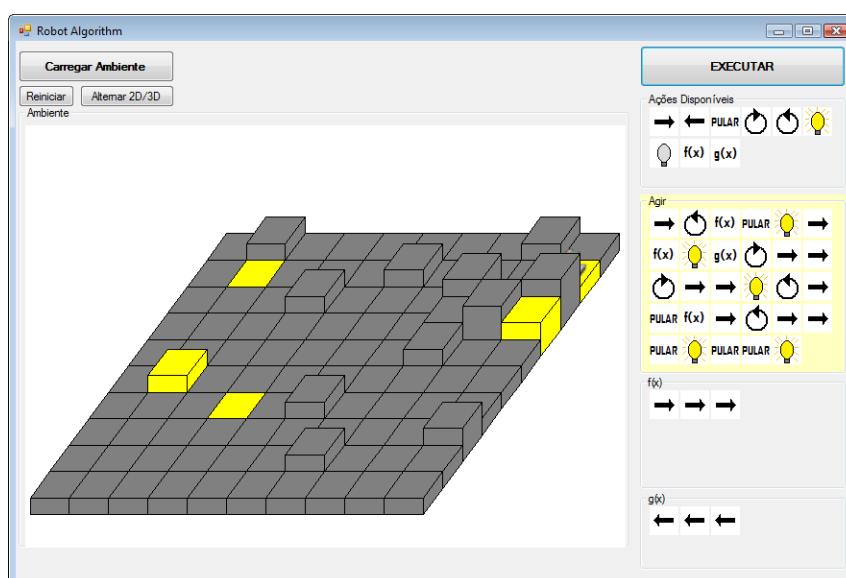 Robot Algorithm
Carregar Ambiente
EXECUTAR
Reiniciar
Alternar 2D/3D
Ambiente
Ações Disponíveis
PULAR
f(x) g(x)
Agir
f(x) PULAR
f(x) g(x)
PULAR f(x)
PULAR PULAR PULAR
f(x)
g(x)